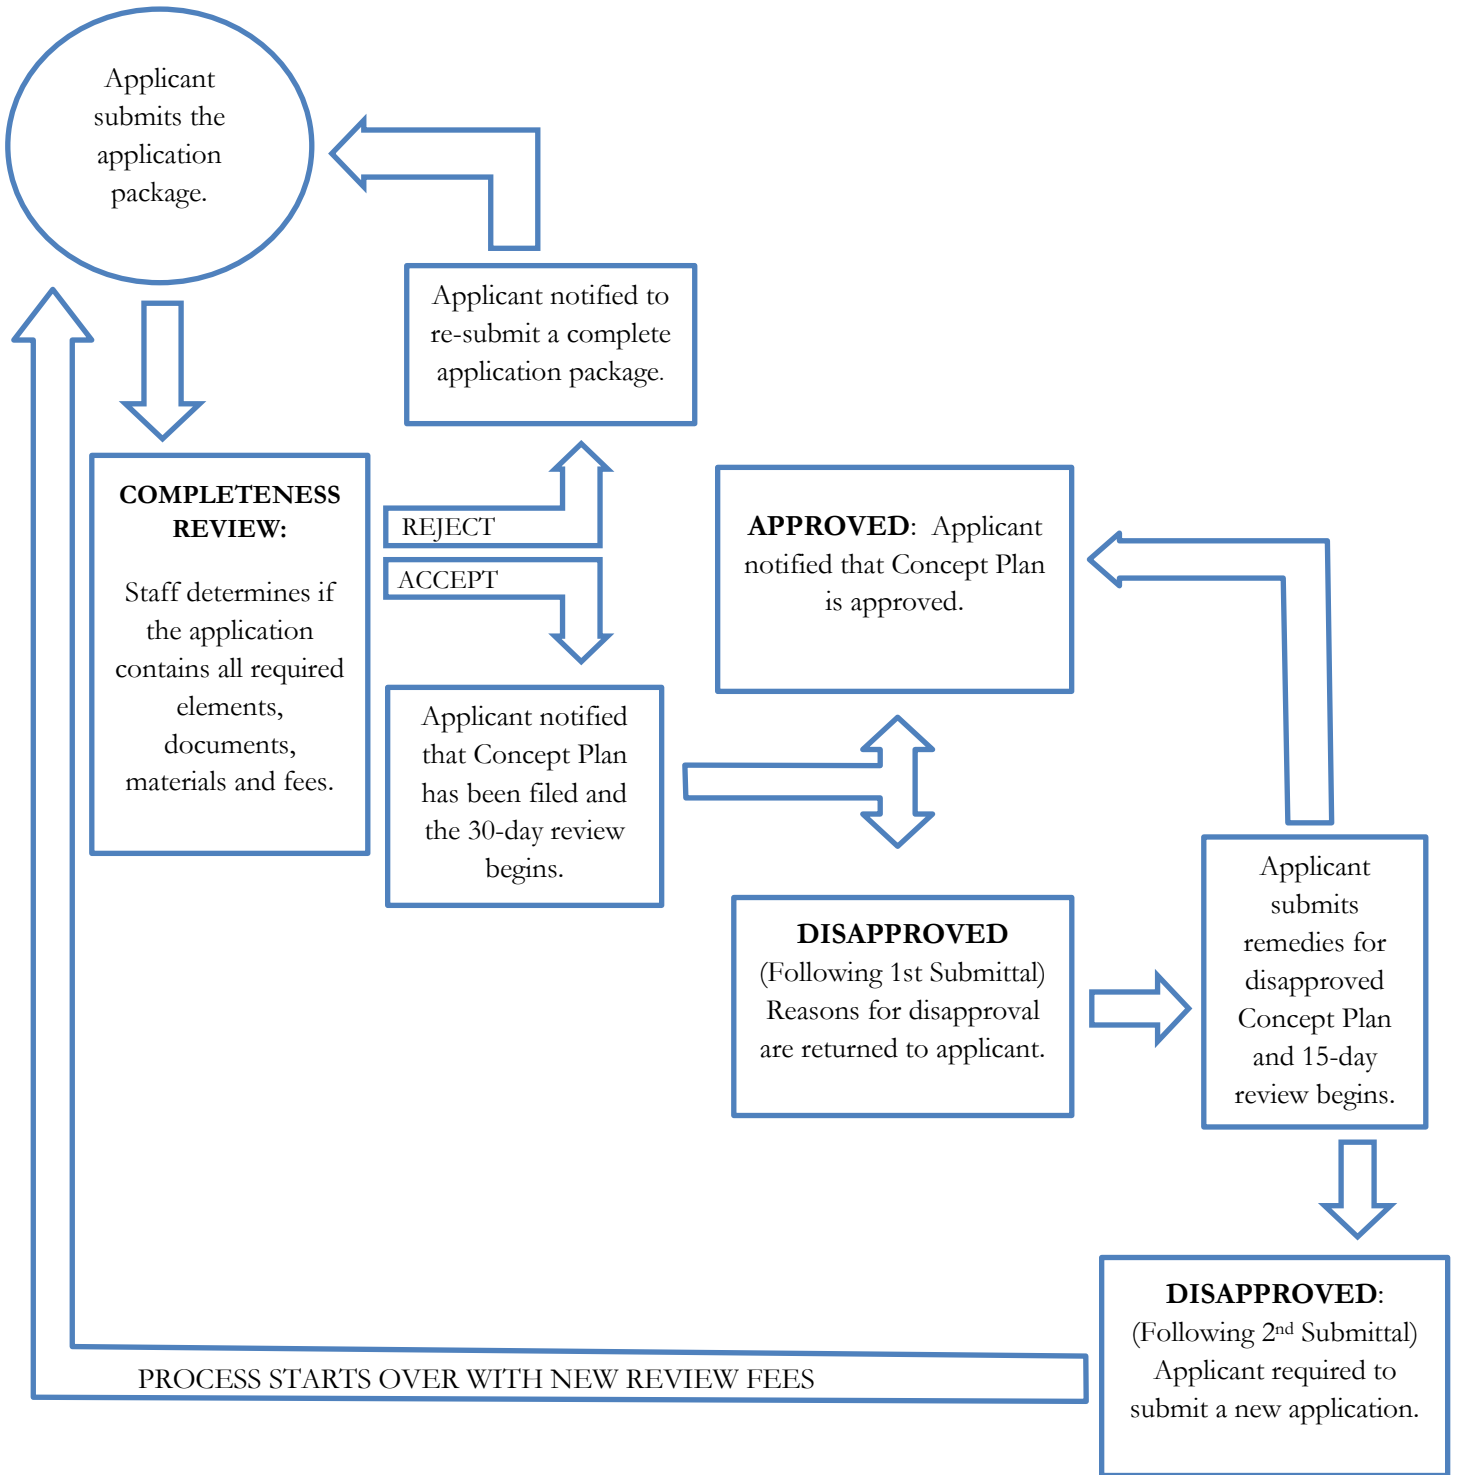 Applicant
submits the
application
package.
Applicant notified to
re-submit a complete
application package.
COMPLETENESS
REVIEW:
Staff determines if
the application
contains all required
elements,
documents,
materials and fees.
REJECT
ACCEPT
Applicant notified
that Concept Plan
has been filed and
the 30-day review
begins.
APPROVED: Applicant
notified that Concept Plan
is approved.
DISAPPROVED
(Following 1st Submittal)
Reasons for disapproval
are returned to applicant.
Applicant
submits
remedies for
disapproved
Concept Plan
and 15-day
review begins.
DISAPPROVED:
(Following 2nd Submittal)
Applicant required to
submit a new application.
PROCESS STARTS OVER WITH NEW REVIEW FEES